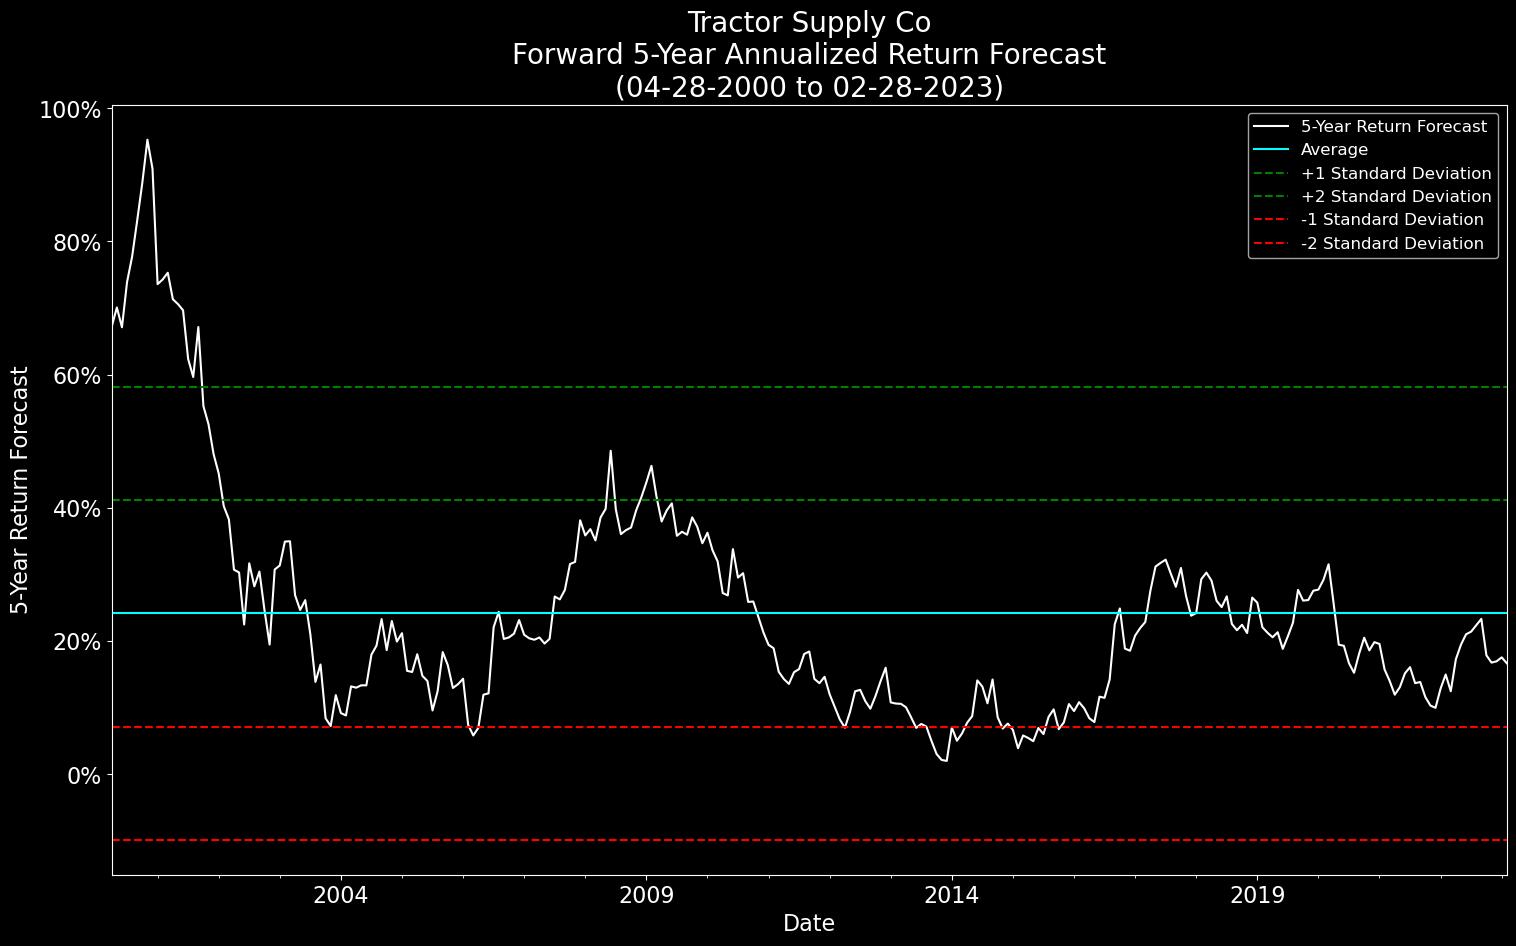 Tractor Supply Co
Forward 5-Year Annualized Return Forecast
(04-28-2000 to 02-28-2023)
5-Year Return Forecast
Average
+1 Standard Deviation
+2 Standard Deviation
-1 Standard Deviation
-2 Standard Deviation
5-Year Return Forecast
100%
80%
60%
40%
20%
0%
2004
2009
2014
2019
Date